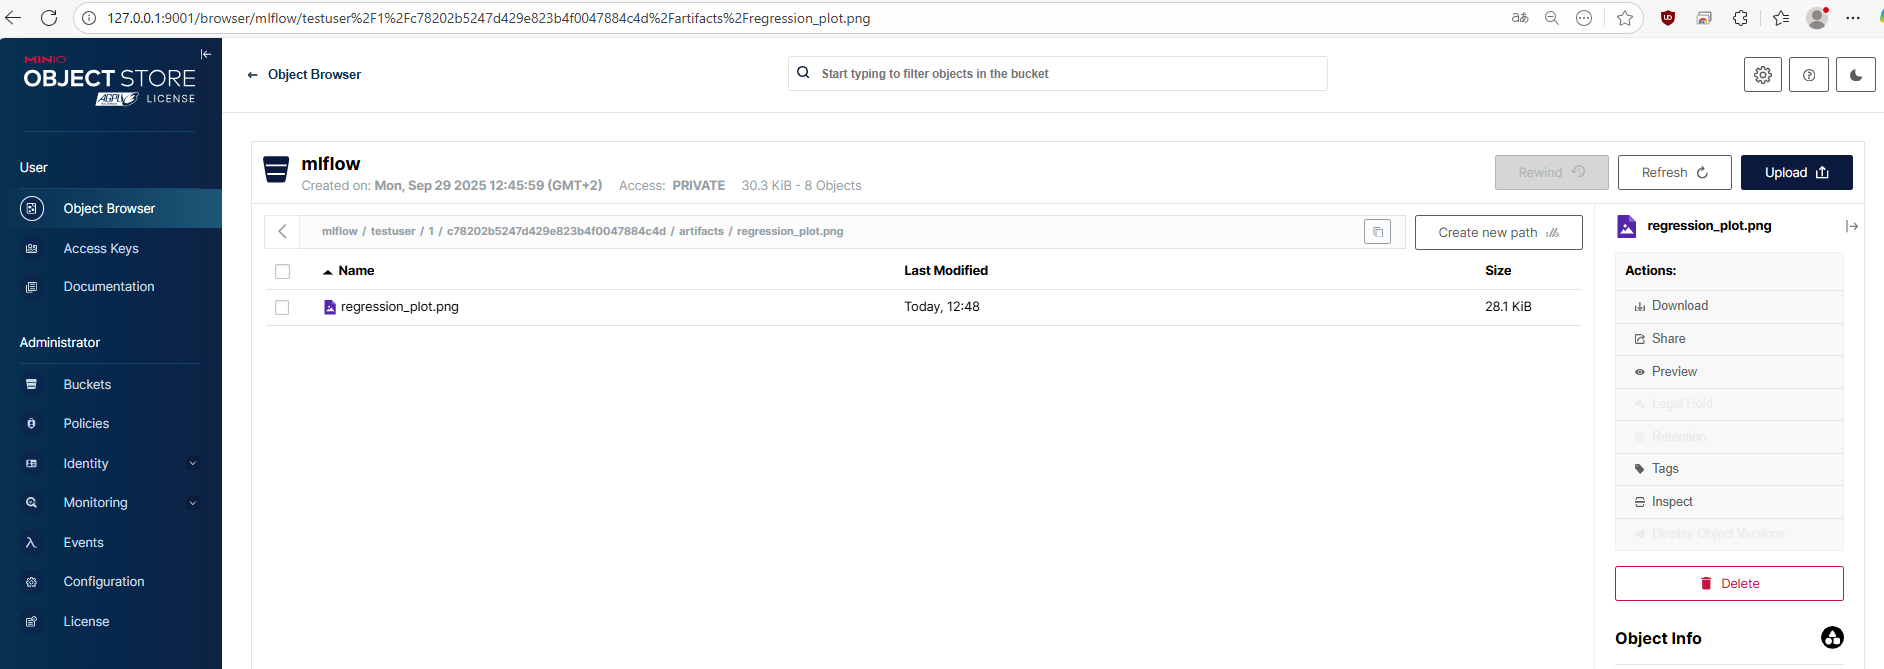 127.0.0.1:9001/browser/mlflow/testuser%2F1%2Fc78202b5247d429e823b4f0047884c4d%2Fartifacts%2Fregression_plot.png
MINIO
OBJECT STORE
AGPL LICENSE
Object Browser
Start typing to filter objects in the bucket
User
Object Browser
Access Keys
Documentation
Administrator
Buckets
Policies
Identity
Monitoring
Events
Configuration
License
mlflow
Created on: Mon, Sep 29 2025 12:45:59 (GMT+2) Access: PRIVATE 30.3 KiB - 8 Objects
Rewind
Refresh
Upload
mlflow / testuser / 1 / c78202b5247d429e823b4f0047884c4d / artifacts / regression_plot.png
Create new path
Name Last Modified Size
regression_plot.png Today, 12:48 28.1 KiB
regression_plot.png
Actions:
Download
Share
Preview
Legal Hold
Retention
Tags
Inspect
Display Object Versions
Delete
Object Info